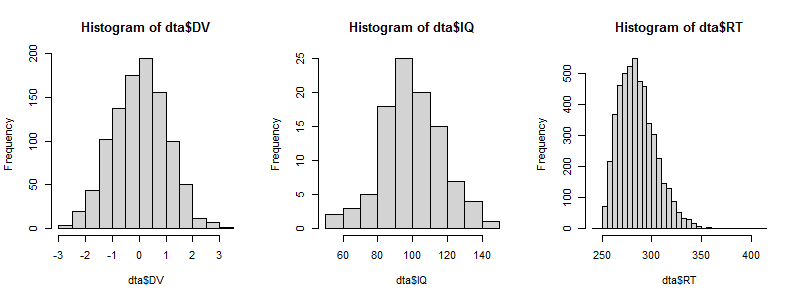 Histogram of dta$DV
Frequency
0 50 100 150 200
-3 -2 -1 0 1 2 3
dta$DV
Histogram of dta$IQ
Frequency
0 5 10 15 20 25
60 80 100 120 140
dta$IQ
Histogram of dta$RT
Frequency
0 100 200 300 400 500
250 300 350 400
dta$RT